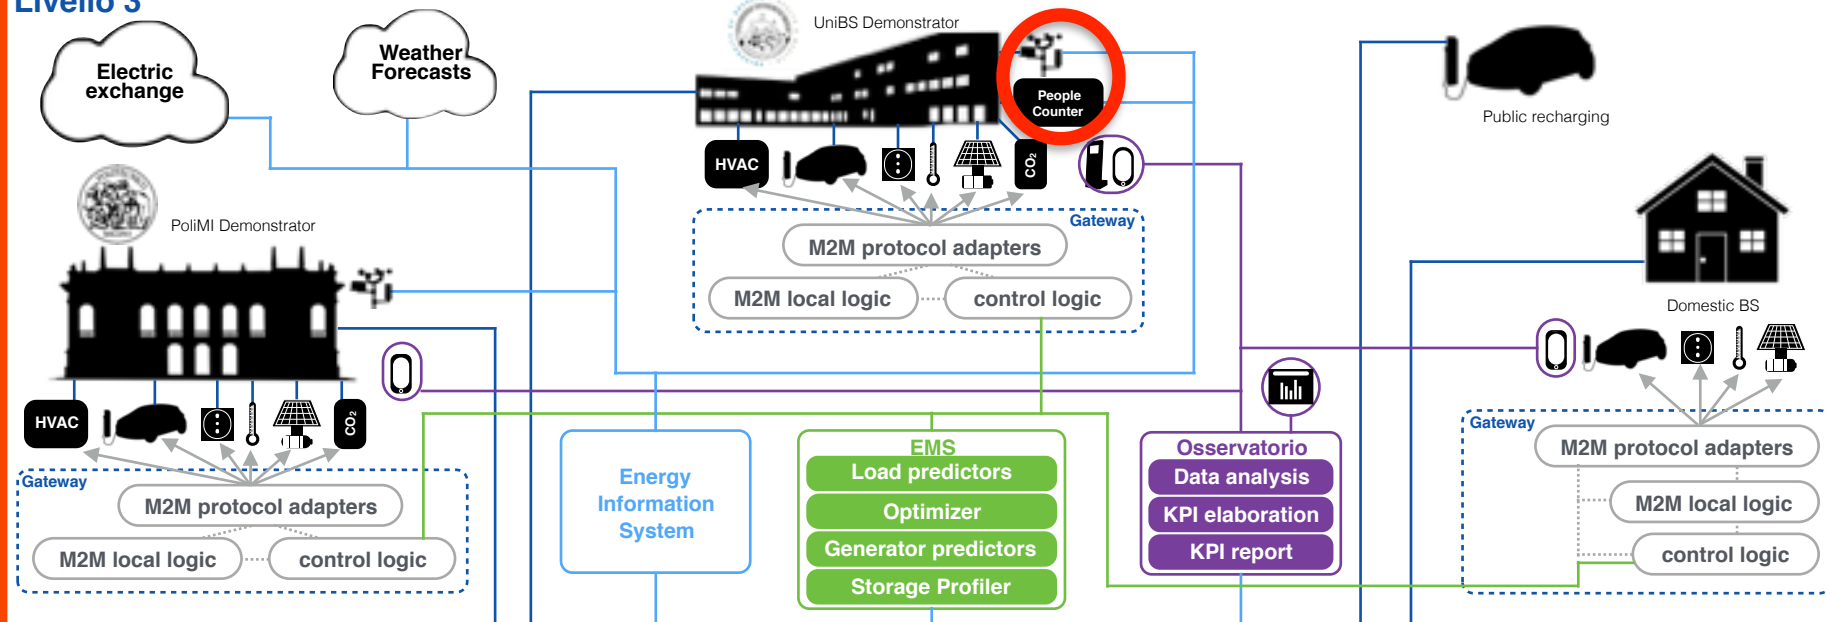 Livello 3
Electric
exchange
Weather
Forecasts
UniBS Demonstrator
People
Counter
Public recharging
HVAC
CO2
Gateway
M2M protocol adapters
M2M local logic
control logic
PoliMI Demonstrator
HVAC
CO2
Gateway
M2M protocol adapters
M2M local logic
control logic
Energy
Information
System
EMS
Load predictors
Optimizer
Generator predictors
Storage Profiler
Osservatorio
Data analysis
KPI elaboration
KPI report
Domestic BS
Gateway
M2M protocol adapters
M2M local logic
control logic